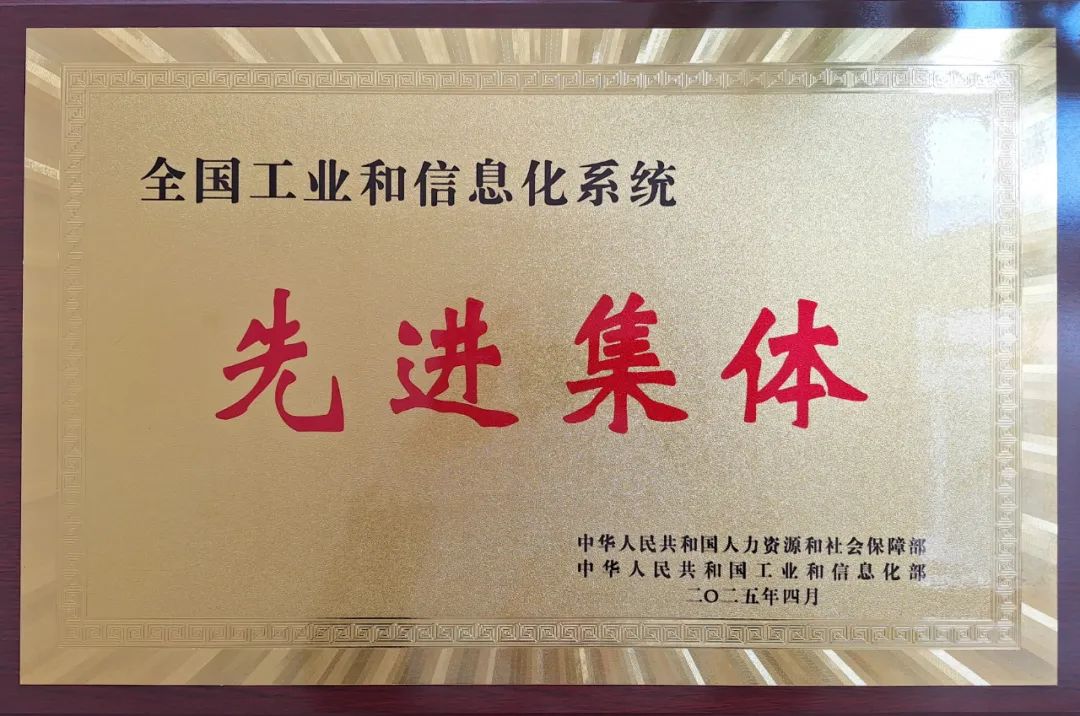 全国工业和信息化系统
先进集体
中华人民共和国人力资源和社会保障部
中华人民共和国工业和信息化部
二〇二五年四月